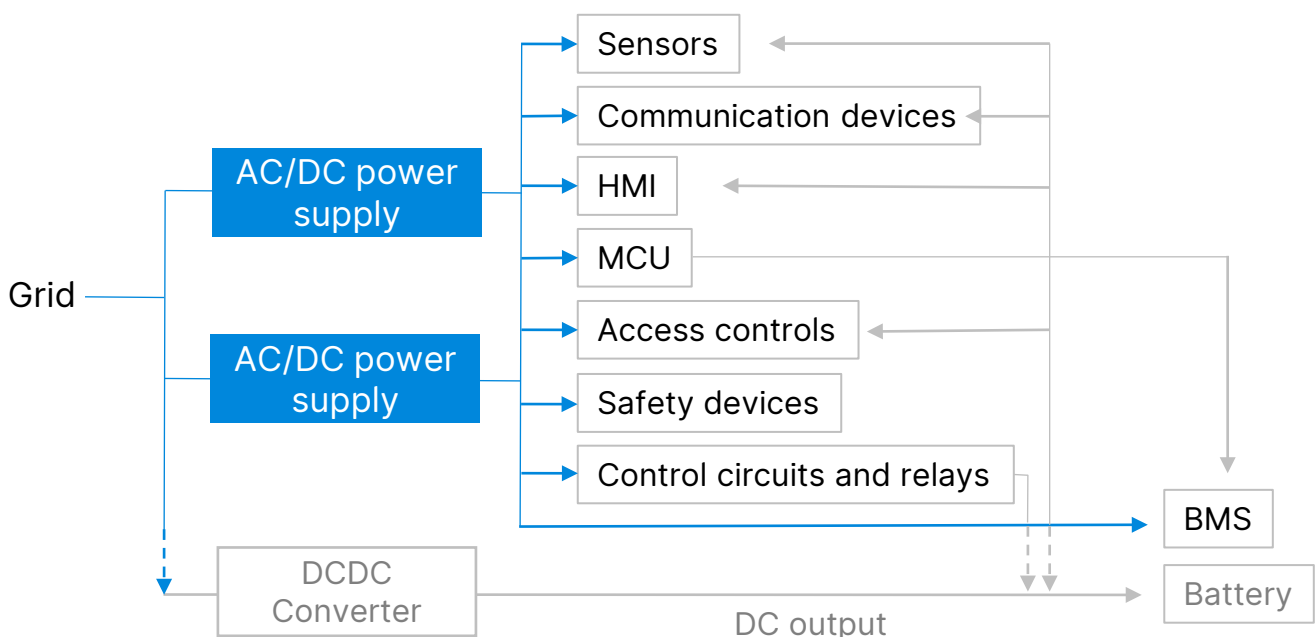 Sensors
Communication devices
AC/DC power
supply
HMI
MCU
Grid
Access controls
AC/DC power
supply
Safety devices
Control circuits and relays
BMS
DCDC
Converter
Battery
DC output